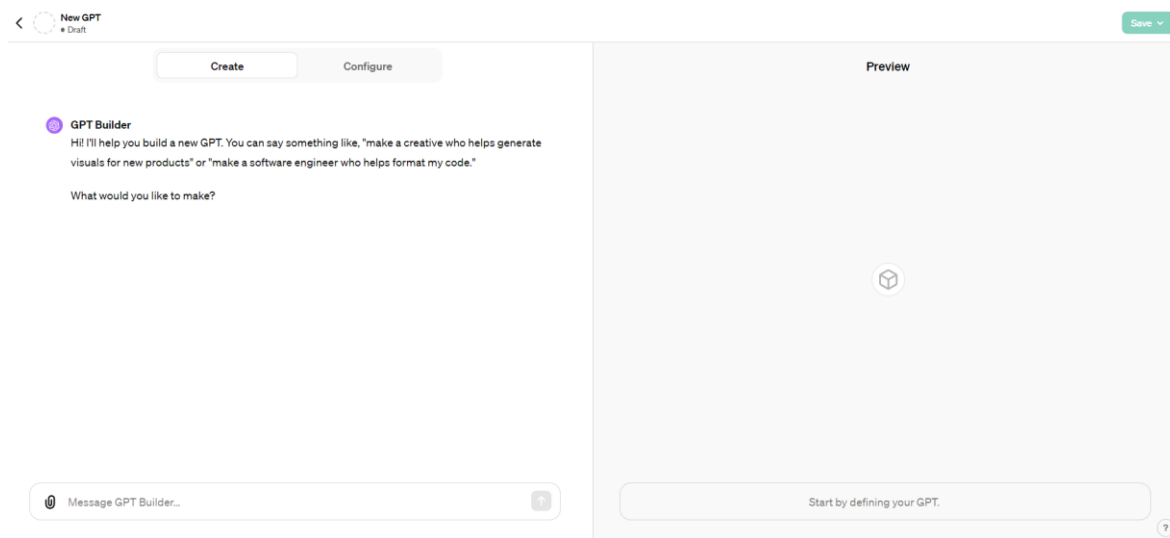 New GPT
Draft
Save
Create
Configure
Preview
GPT Builder
Hi! I'll help you build a new GPT. You can say something like, "make a creative who helps generate
visuals for new products" or "make a software engineer who helps format my code."
What would you like to make?
Message GPT Builder...
Start by defining your GPT.
?